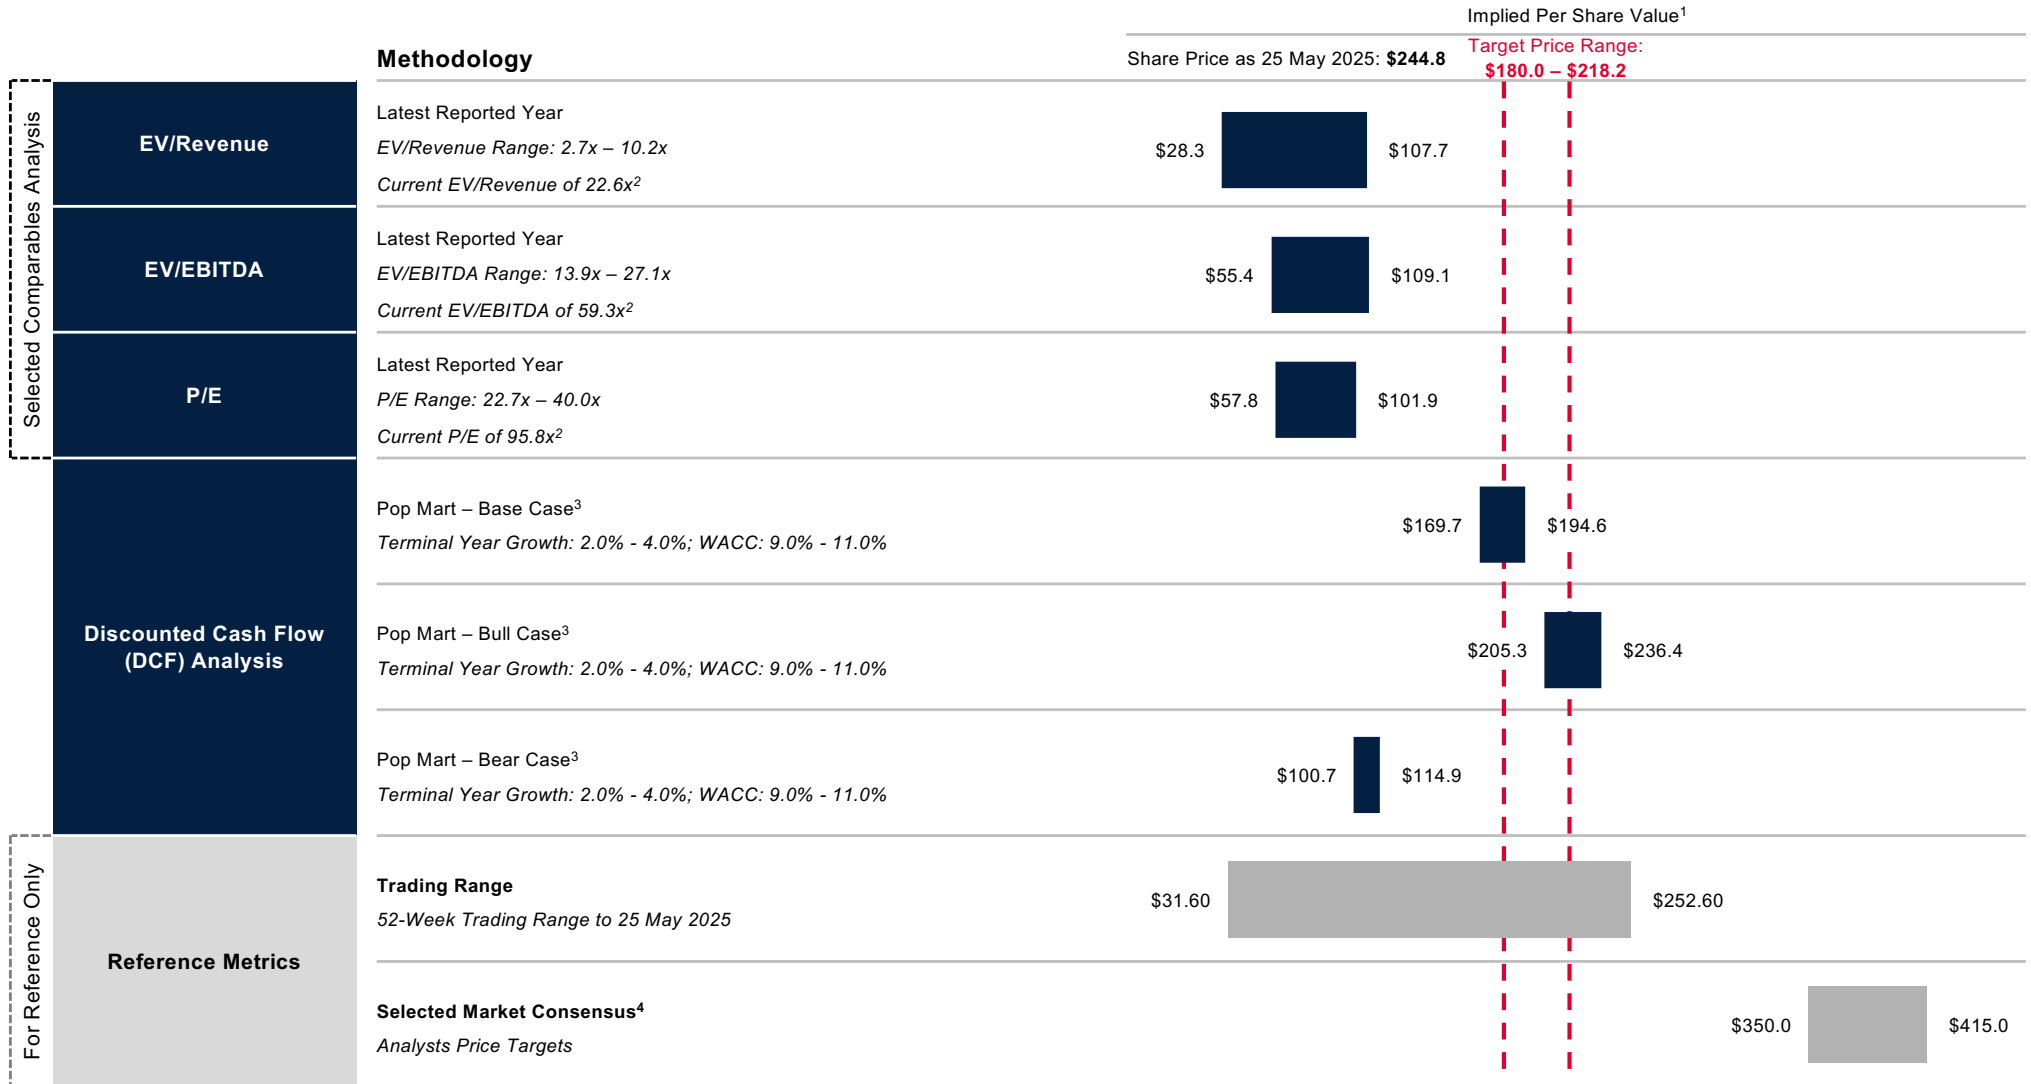 Implied Per Share Value1
Methodology
Share Price as 25 May 2025: $244.8
Target Price Range:
$180.0 – $218.2
Selected Comparables Analysis
EV/Revenue
Latest Reported Year
EV/Revenue Range: 2.7x – 10.2x
Current EV/Revenue of 22.6x2
$28.3
$107.7
EV/EBITDA
Latest Reported Year
EV/EBITDA Range: 13.9x – 27.1x
Current EV/EBITDA of 59.3x2
$55.4
$109.1
P/E
Latest Reported Year
P/E Range: 22.7x – 40.0x
Current P/E of 95.8x2
$57.8
$101.9
Discounted Cash Flow
(DCF) Analysis
Pop Mart – Base Case3
Terminal Year Growth: 2.0% - 4.0%; WACC: 9.0% - 11.0%
$169.7
$194.6
Pop Mart – Bull Case3
Terminal Year Growth: 2.0% - 4.0%; WACC: 9.0% - 11.0%
$205.3
$236.4
Pop Mart – Bear Case3
Terminal Year Growth: 2.0% - 4.0%; WACC: 9.0% - 11.0%
$100.7
$114.9
For Reference Only
Reference Metrics
Trading Range
52-Week Trading Range to 25 May 2025
$31.60
$252.60
Selected Market Consensus4
Analysts Price Targets
$350.0
$415.0